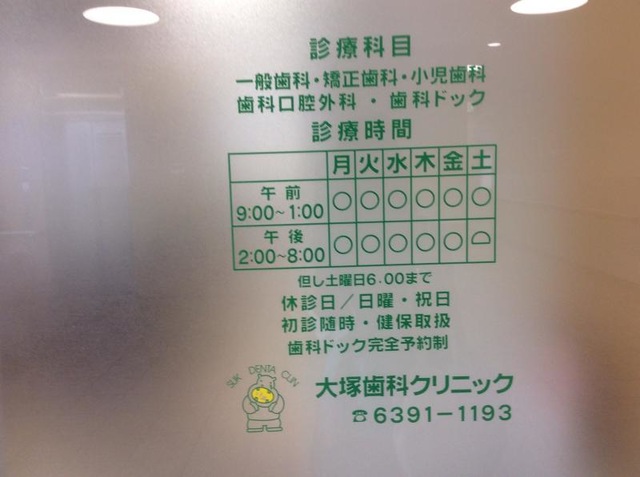 診療科目
一般歯科・矯正歯科・小児歯科
歯科口腔外科・歯科ドック
診療時間
月 火 水 木 金 土
午前 9:00~1:00 ○ ○ ○ ○ ○ ○
午後 2:00~8:00 ○ ○ ○ ○ ○
但し土曜日6.00まで
休診日/日曜・祝日
初診随時・健保取扱
歯科ドック完全予約制
DENTA CLIN
大塚歯科クリニック
☎6391-1193